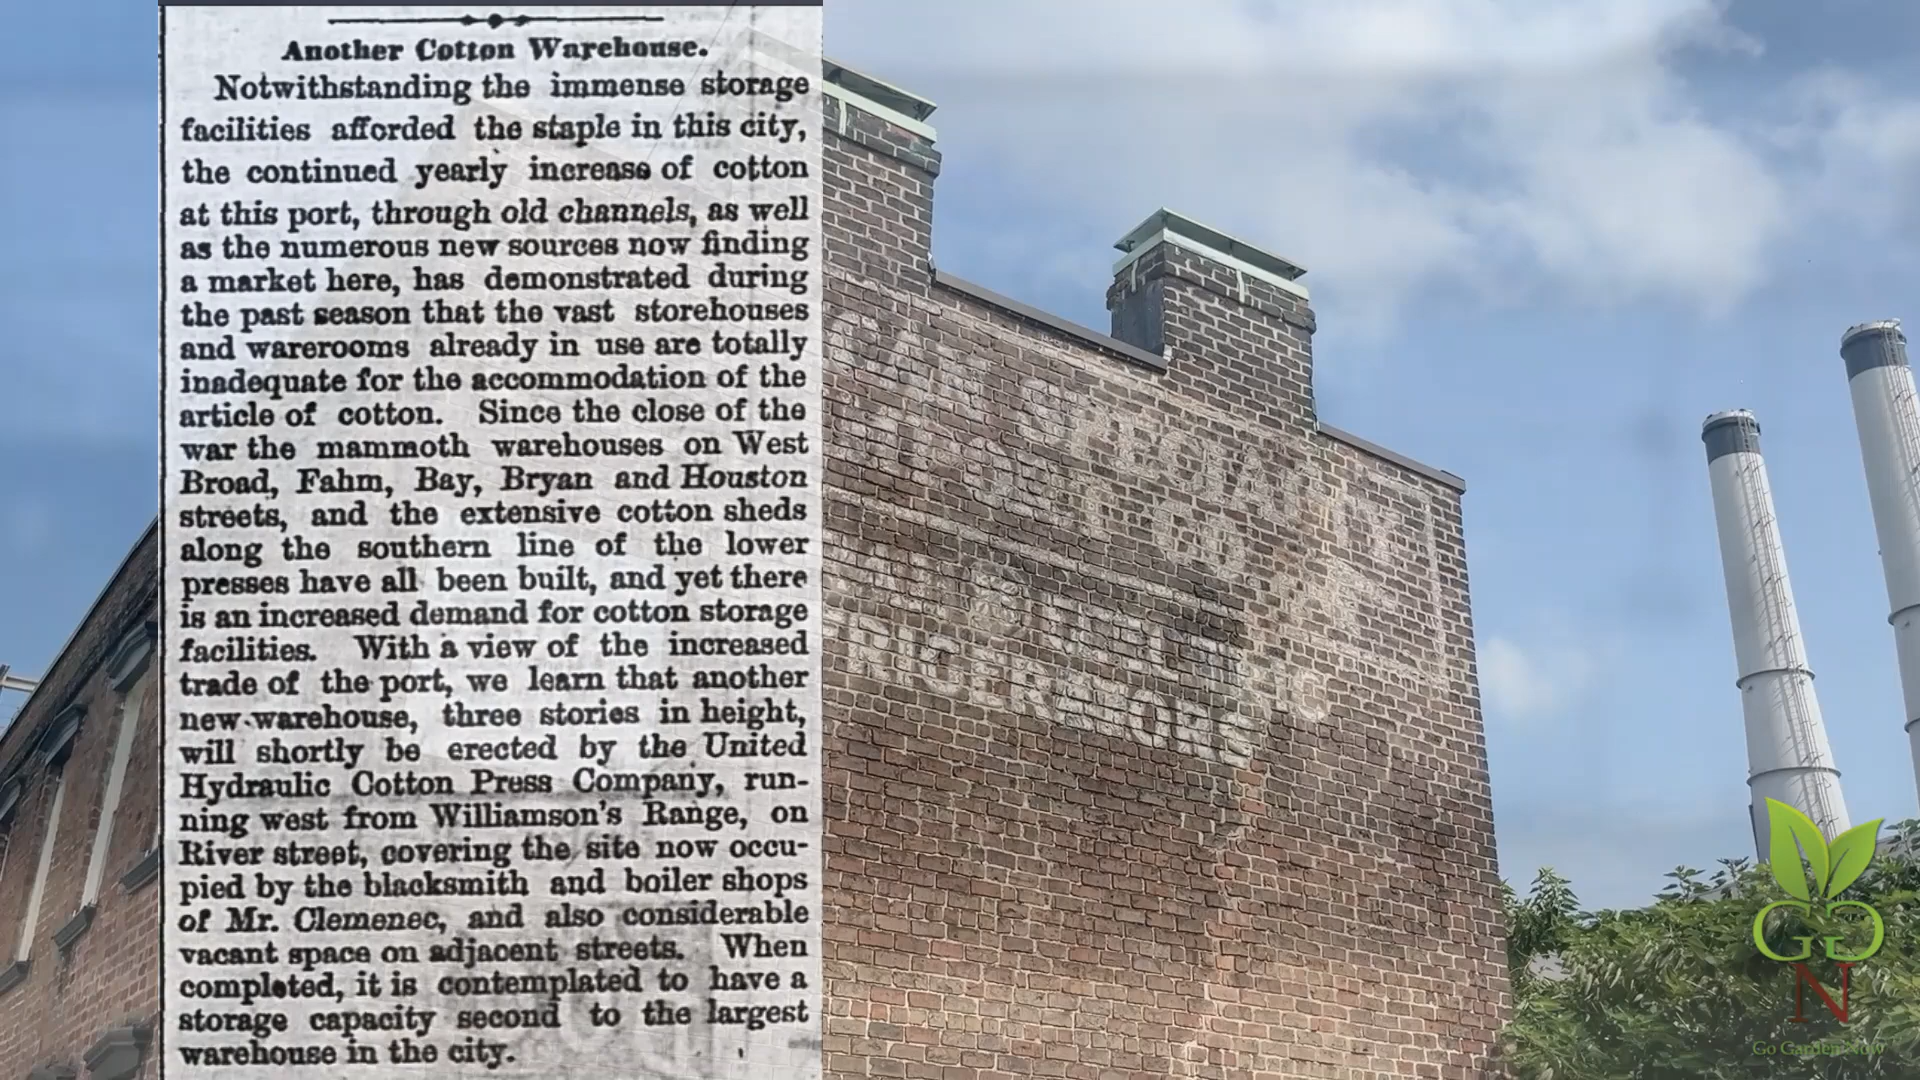 Another Cotton Warehouse.
Notwithstanding the immense storage
facilities afforded the staple in this city,
the continued yearly increase of cotton
at this port, through old channels, as well
as the numerous new sources now finding
a market here, has demonstrated during
the past season that the vast storehouses
and warerooms already in use are totally
inadequate for the accommodation of the
article of cotton. Since the close of the
war the mammoth warehouses on West
Broad, Fahm, Bay, Bryan and Houston
streets, and the extensive cotton sheds
along the southern line of the lower
presses have all been built, and yet there
is an increased demand for cotton storage
facilities. With a view of the increased
trade of the port, we learn that another
new warehouse, three stories in height,
will shortly be erected by the United
Hydraulic Cotton Press Company, run-
ning west from Williamson's Range, on
River street, covering the site now occu-
pied by the blacksmith and boiler shops
of Mr. Clemenec, and also considerable
vacant space on adjacent streets. When
completed, it is contemplated to have a
storage capacity second to the largest
warehouse in the city.
CO.
FRIGERATORS
GG
N
Go Garden Now